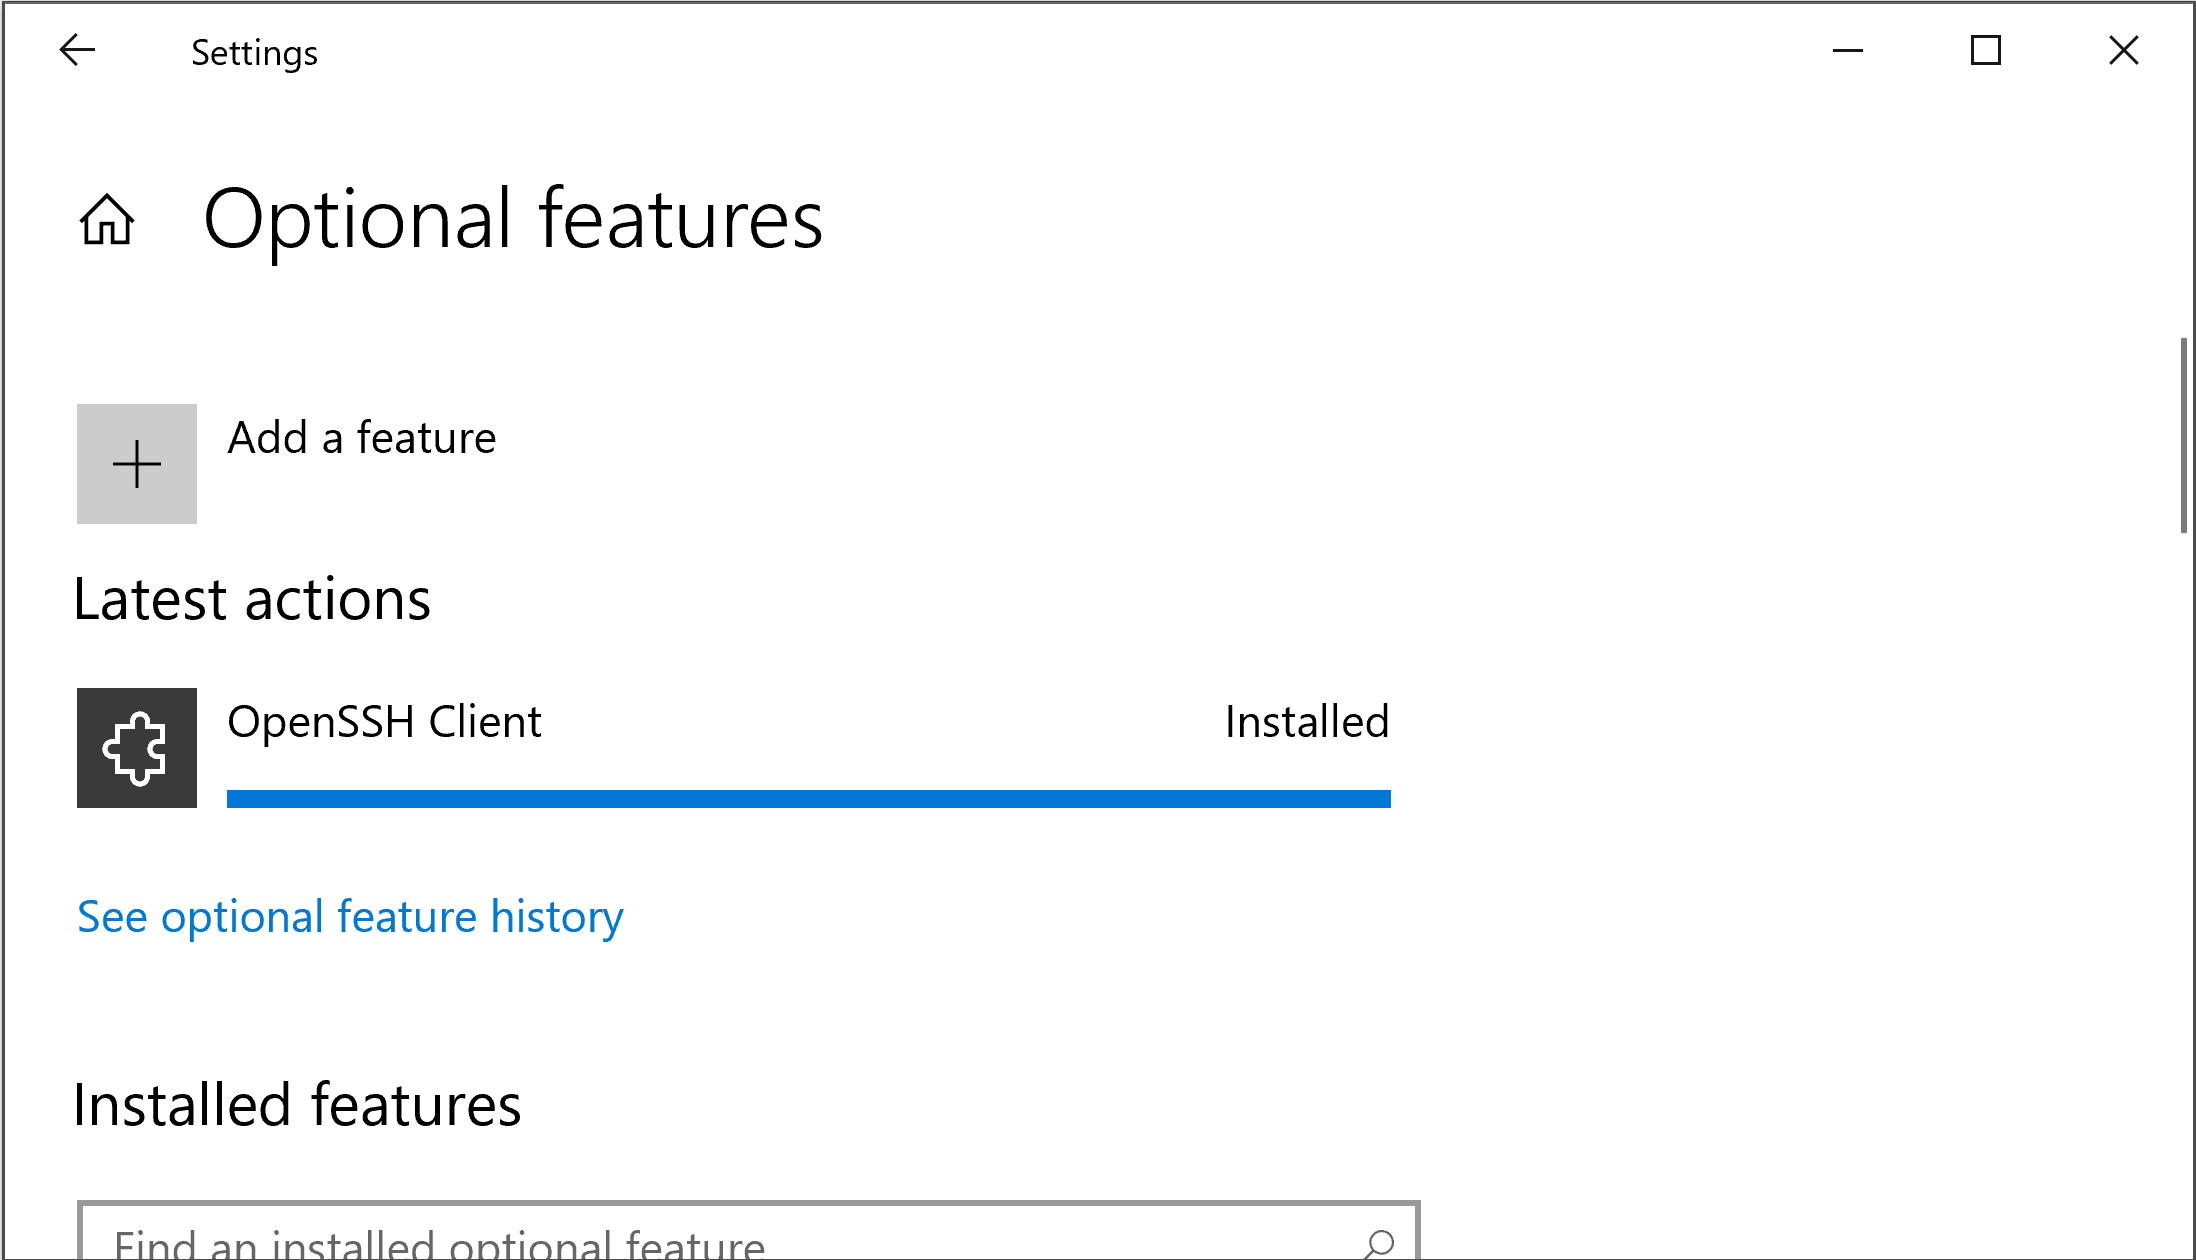 Settings
Optional features
Add a feature
Latest actions
OpenSSH Client Installed
See optional feature history
Installed features
Find an installed optional feature